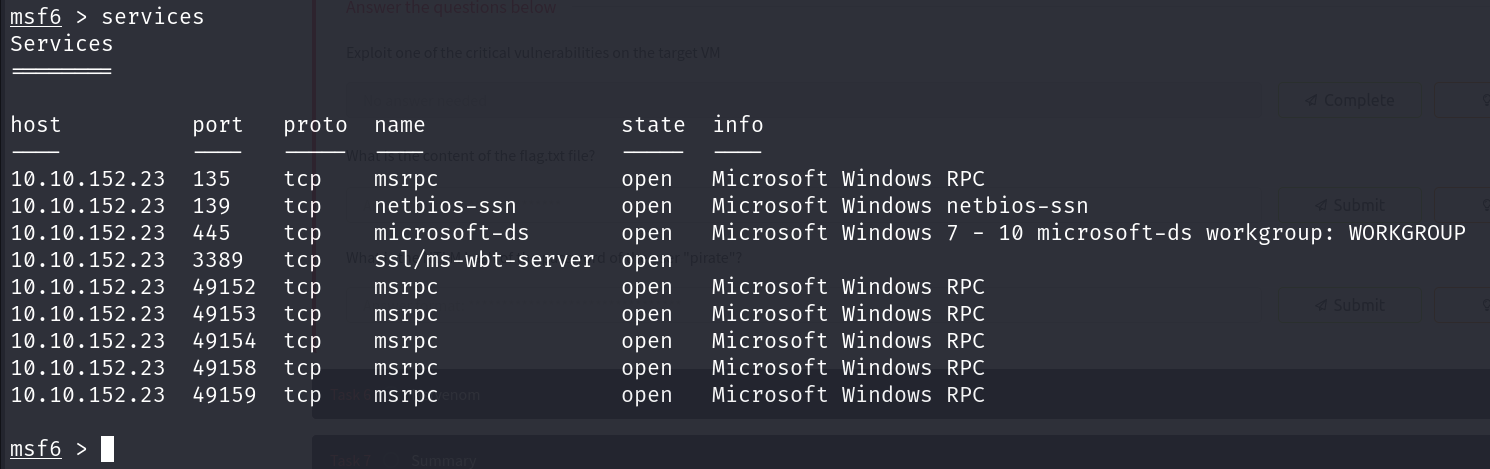 msf6 > services
Services
host port proto name state info
10.10.152.23 135 tcp msrpc open Microsoft Windows RPC
10.10.152.23 139 tcp netbios-ssn open Microsoft Windows netbios-ssn
10.10.152.23 445 tcp microsoft-ds open Microsoft Windows 7 - 10 microsoft-ds workgroup: WORKGROUP
10.10.152.23 3389 tcp ssl/ms-wbt-server open
10.10.152.23 49152 tcp msrpc open Microsoft Windows RPC
10.10.152.23 49153 tcp msrpc open Microsoft Windows RPC
10.10.152.23 49154 tcp msrpc open Microsoft Windows RPC
10.10.152.23 49158 tcp msrpc open Microsoft Windows RPC
10.10.152.23 49159 tcp msrpc open Microsoft Windows RPC
msf6 >
Answer the questions below
Exploit one of the critical vulnerabilities on the target VM
Complete
What is the content of the flag.txt file?
Submit
"pirate"?
Submit
Summary